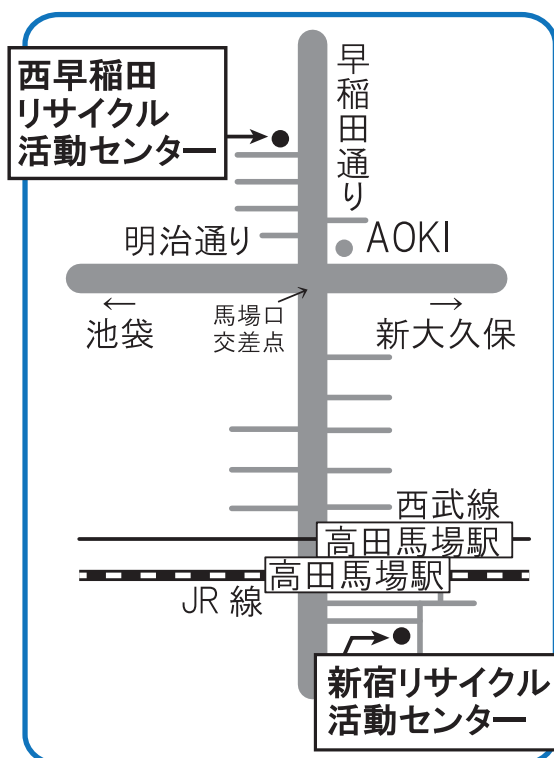 西早稲田
リサイクル
活動センター
早稲田通り
明治通り
AOKI
←
池袋
馬場口
交差点
→
新大久保
西武線
高田馬場駅
高田馬場駅
JR線
新宿リサイクル
活動センター